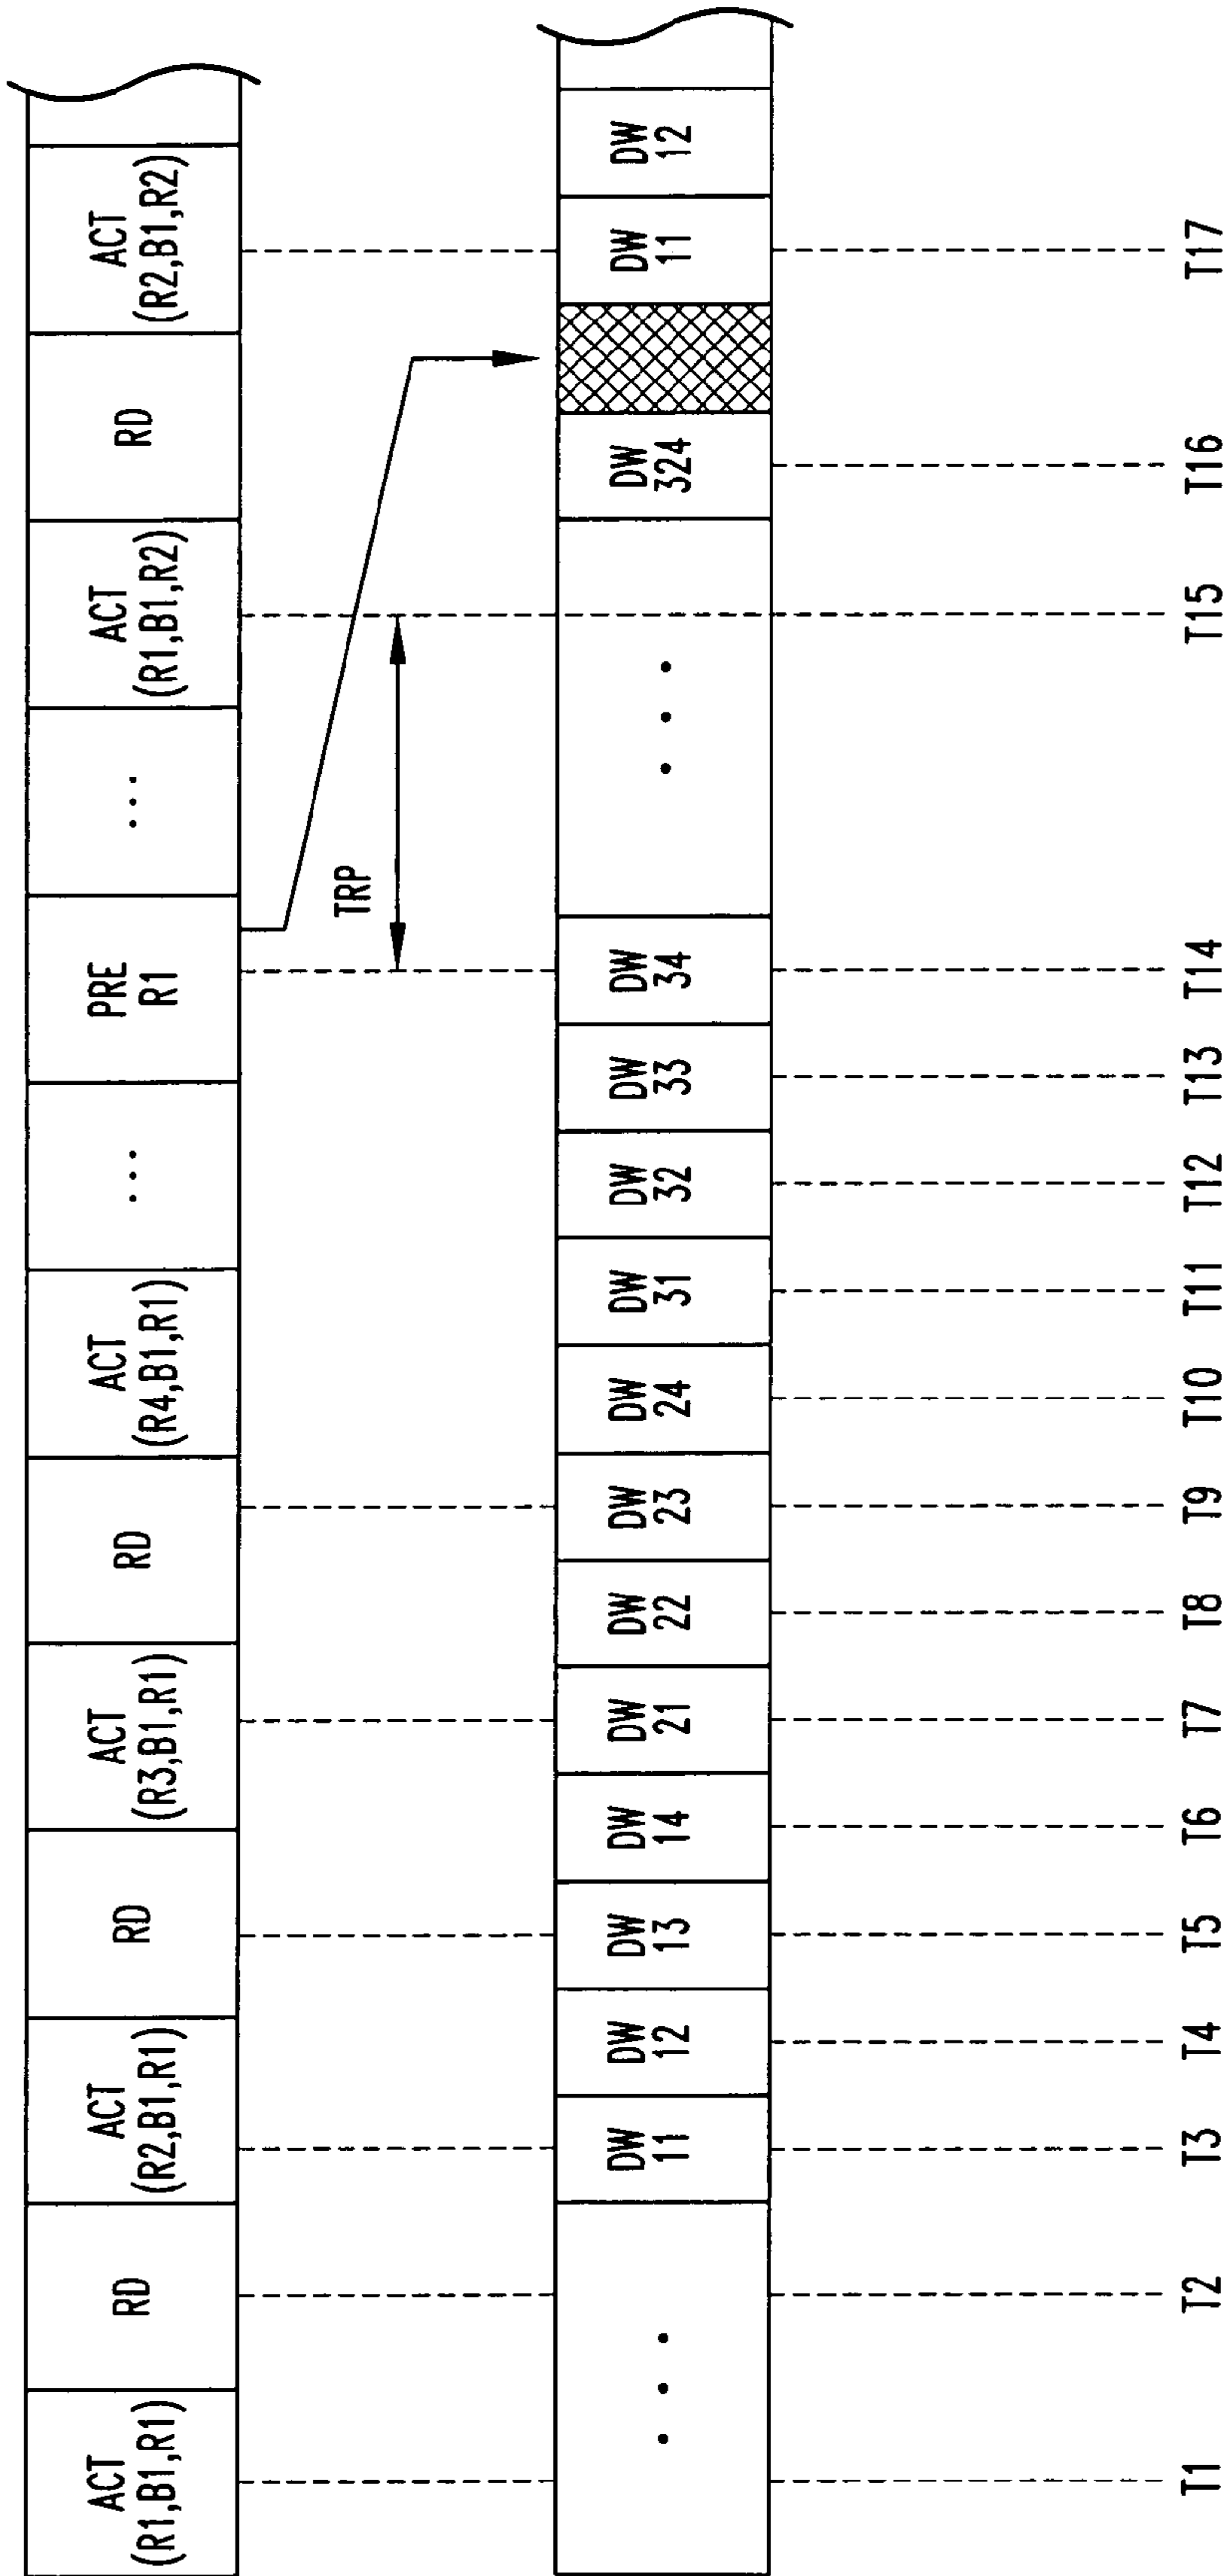 ACT
(R1,B1,R1)
RD
ACT
(R2,B1,R1)
RD
ACT
(R3,B1,R1)
RD
ACT
(R4,B1,R1)
...
PRE
R1
...
ACT
(R1,B1,R2)
RD
ACT
(R2,B1,R2)
TRP
...
DW
11
DW
12
DW
13
DW
14
DW
21
DW
22
DW
23
DW
24
DW
31
DW
32
DW
33
DW
34
...
DW
324
DW
11
DW
12
T1
T2
T3
T4
T5
T6
T7
T8
T9
T10
T11
T12
T13
T14
T15
T16
T17